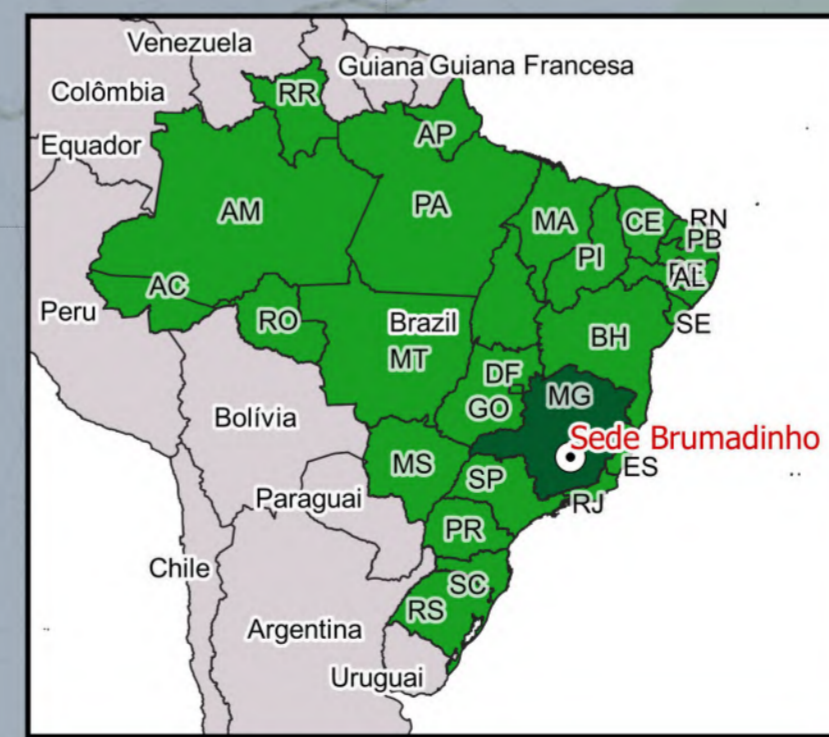 Venezuela
Guiana Guiana Francesa
Colômbia
RR
AP
Equador
AM
PA
MA
CE
RN
PB
PI
AL
AC
Peru
RO
Brazil
SE
BH
MT
DF
MG
GO
Bolívia
Sede Brumadinho
MS
SP
ES
Paraguai
RJ
PR
Chile
SC
RS
Argentina
Uruguai